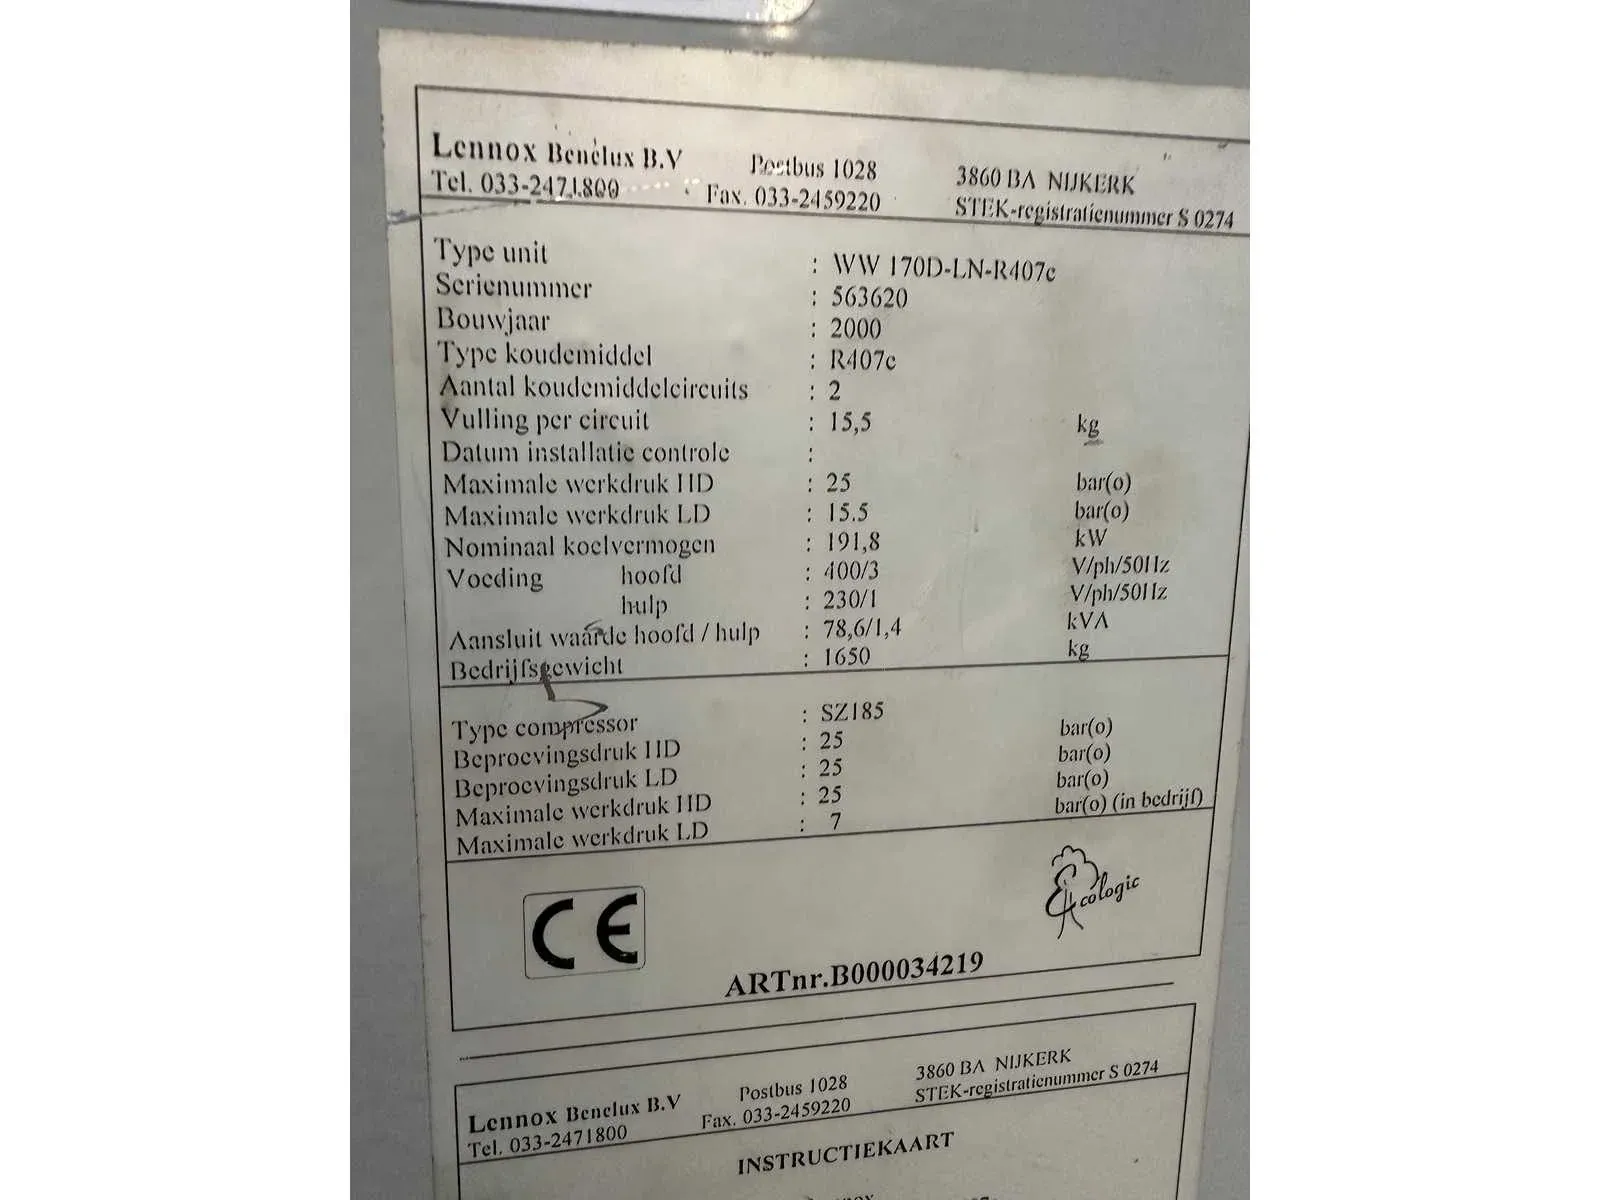 Lennox Benelux B.V Postbus 1028 3860 BA NIJKERK
Tel. 033-2471800 Fax. 033-2459220 STEK-registratienummer S 0274
Type unit : WW 170D-LN-R407c
Serienummer : 563620
Bouwjaar : 2000
Type koudemiddel : R407c
Aantal koudemiddelcircuits : 2
Vulling per circuit : 15,5 kg
Datum installatie controle :
Maximale werkdruk HD : 25 bar(o)
Maximale werkdruk LD : 15.5 bar(o)
Nominaal koelvermogen : 191,8 kW
Voeding hoofd : 400/3 V/ph/50Hz
hulp : 230/1 V/ph/50Hz
Aansluit waarde hoofd / hulp : 78,6/1,4 kVA
Bedrijfsgewicht : 1650 kg
Type compressor : SZ185
Beproevingsdruk HD : 25 bar(o)
Beproevingsdruk LD : 25 bar(o)
Maximale werkdruk HD : 25 bar(o)
Maximale werkdruk LD : 7 bar(o) (in bedrijf)
CE
Ecologic
ARTnr.B000034219
Lennox Benelux B.V Postbus 1028 3860 BA NIJKERK
Tel. 033-2471800 Fax. 033-2459220 STEK-registratienummer S 0274
INSTRUCTIEKAART